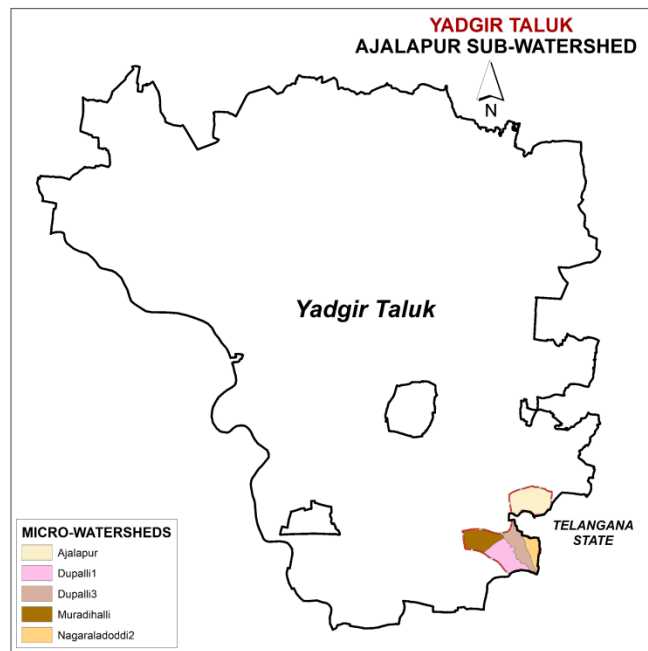 YADGIR TALUK
AJALAPUR SUB-WATERSHED
N
Yadgir Taluk
TELANGANA
STATE
MICRO-WATERSHEDS
Ajalapur
Dupalli1
Dupalli3
Muradihalli
Nagaraladoddi2